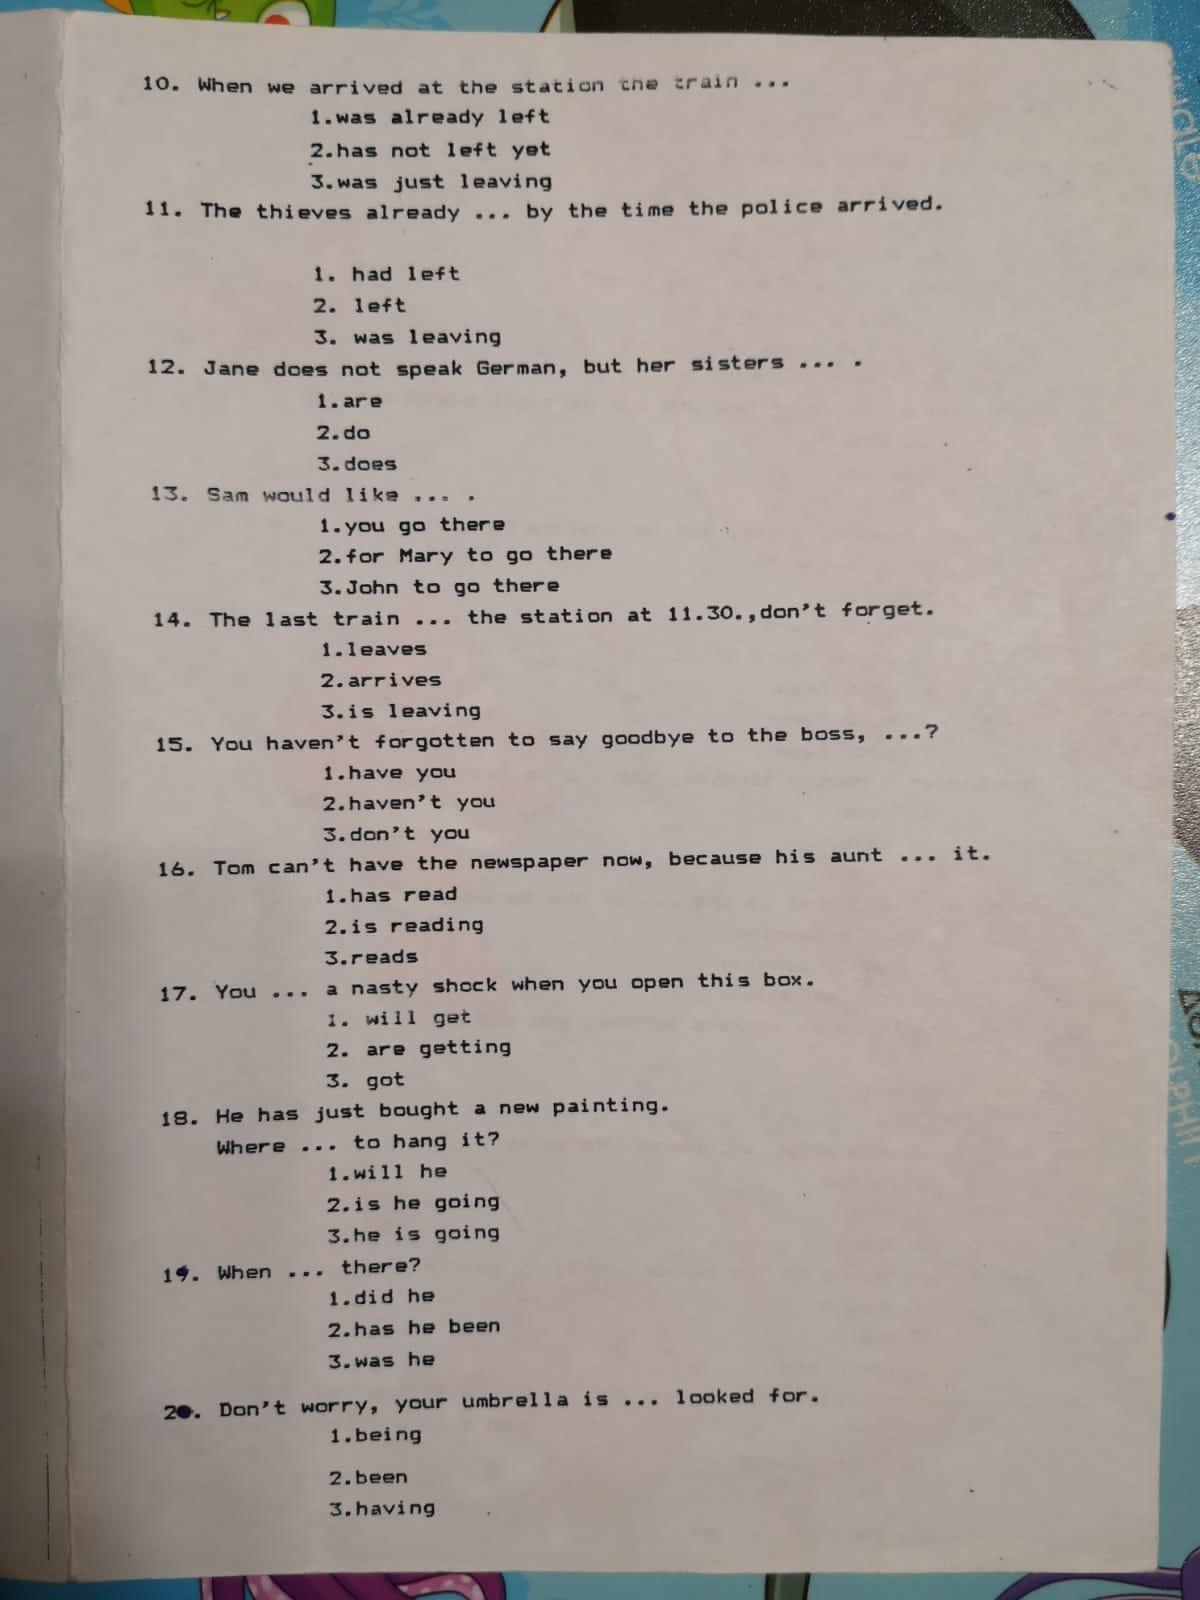 10. When we arrived at the station the train ...
1.was already left
2.has not left yet
3.was just leaving
11. The thieves already ... by the time the police arrived.
1. had left
2. left
3. was leaving
12. Jane does not speak German, but her sisters ... .
1.are
2.do
3.does
13. Sam would like ... .
1.you go there
2.for Mary to go there
3.John to go there
14. The last train ... the station at 11.30.,don't forget.
1.leaves
2.arrives
3.is leaving
15. You haven't forgotten to say goodbye to the boss, ...?
1.have you
2.haven't you
3.don't you
16. Tom can't have the newspaper now, because his aunt ... it.
1.has read
2.is reading
3.reads
17. You ... a nasty shock when you open this box.
1. will get
2. are getting
3. got
18. He has just bought a new painting.
Where ... to hang it?
1.will he
2.is he going
3.he is going
19. When ... there?
1.did he
2.has he been
3.was he
20. Don't worry, your umbrella is ... looked for.
1.being
2.been
3.having